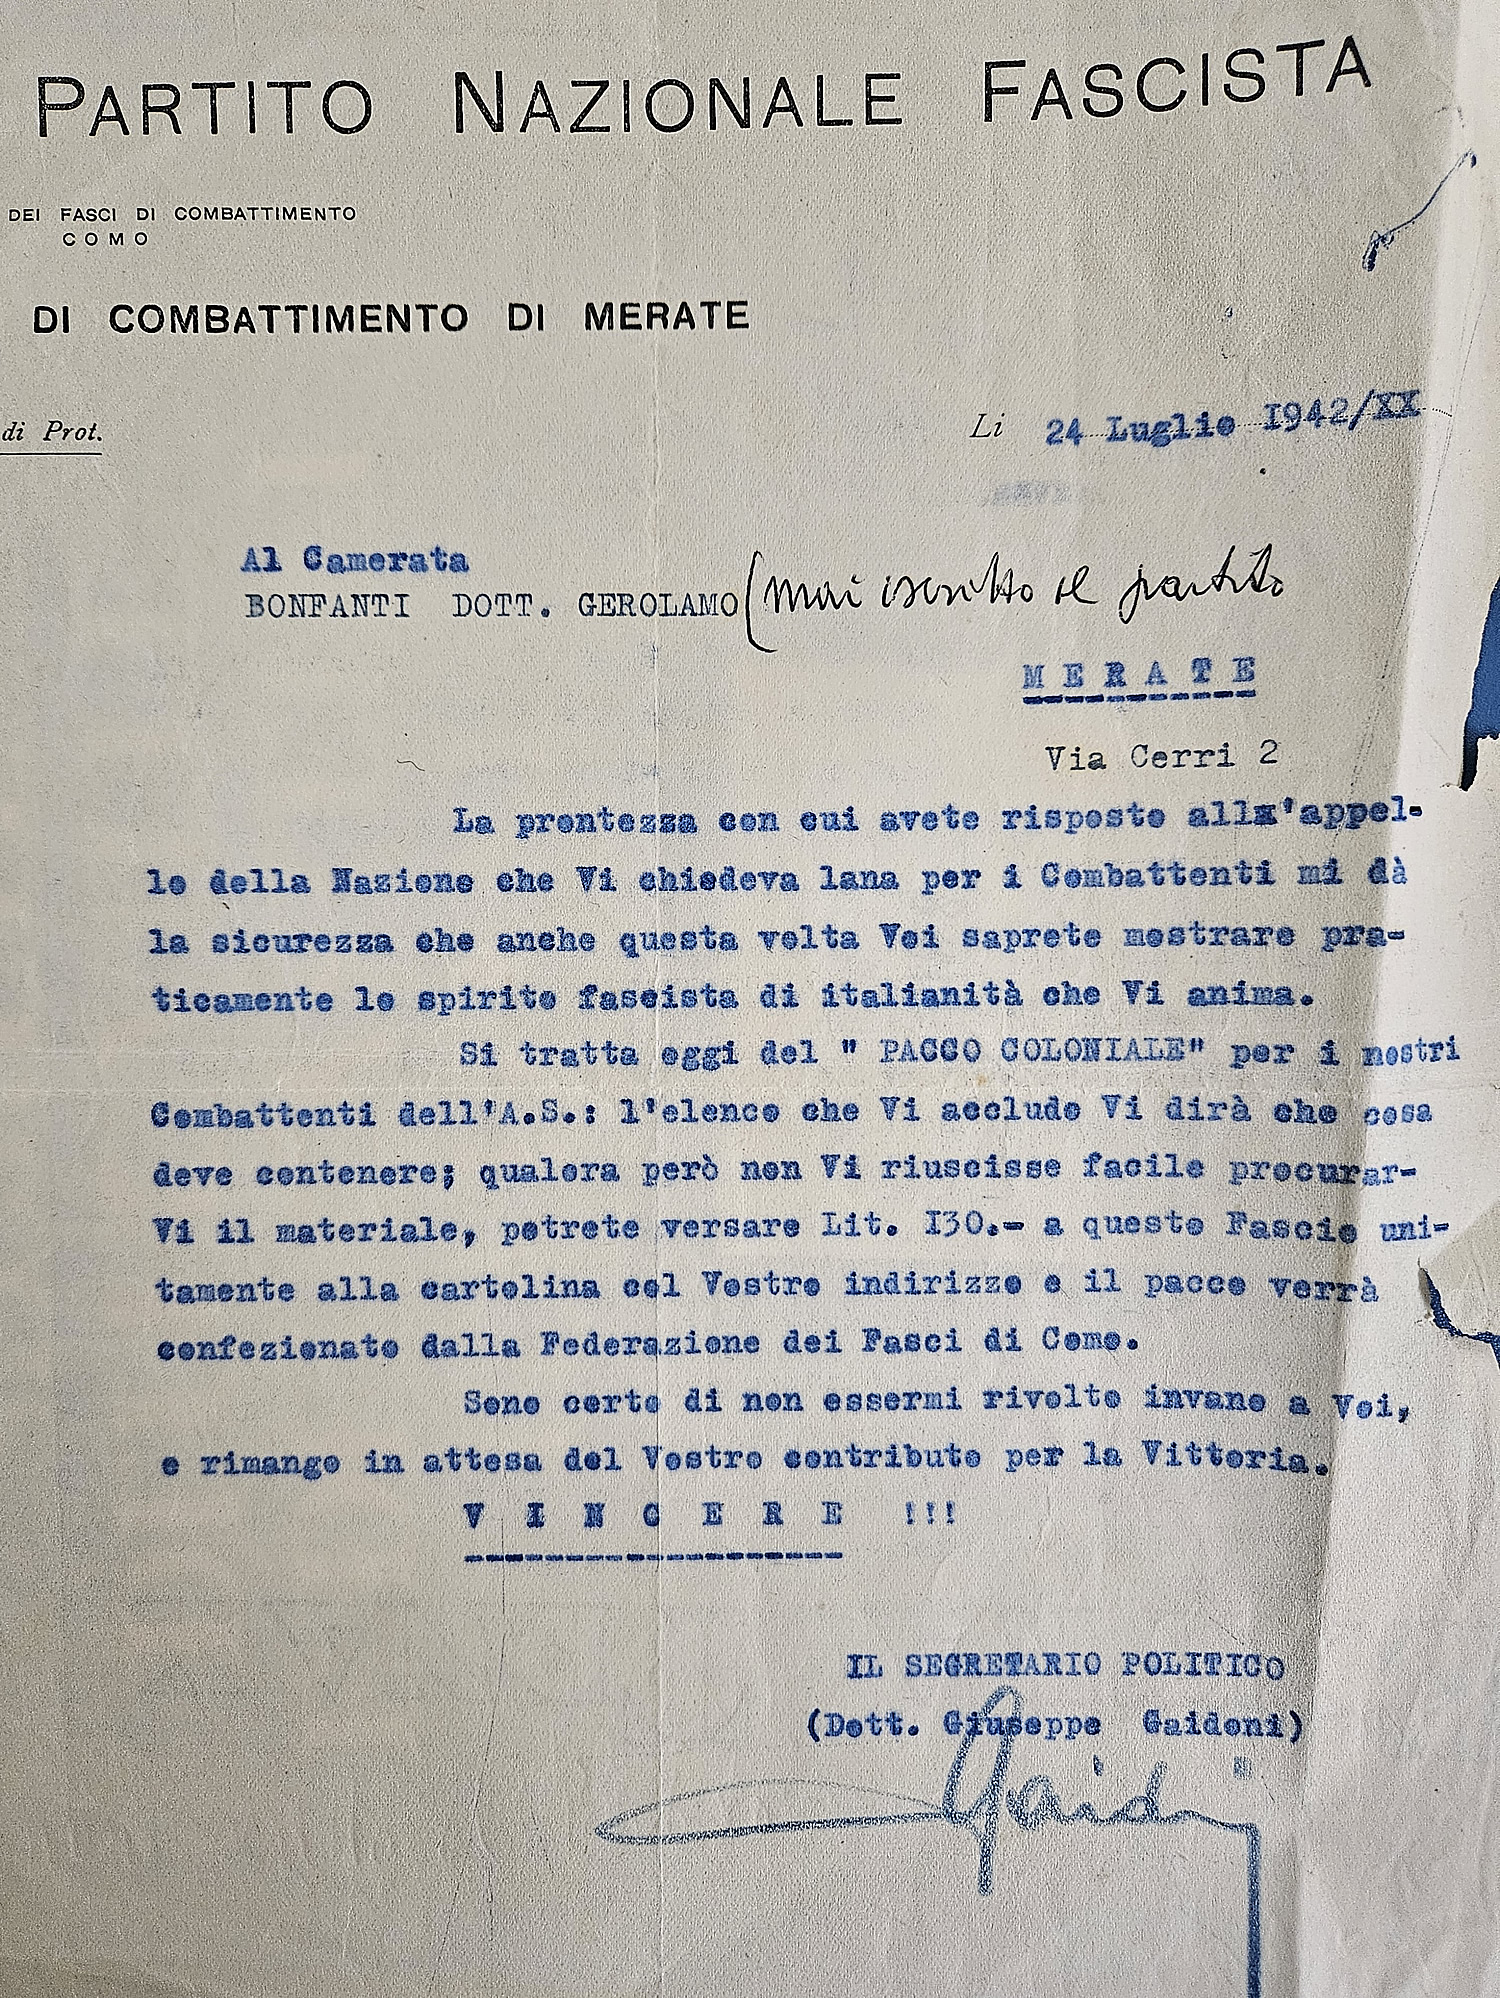 PARTITO NAZIONALE FASCISTA
DEI FASCI DI COMBATTIMENTO
COMO
DI COMBATTIMENTO DI MERATE
di Prot.
Li 24 Luglio I942/XX
Al Camerata
BONFANTI DOTT. GEROLAMO (mai iscritto al partito
M E R A T E
Via Cerri 2
La prontezza con cui avete risposto allx'appel-
lo della Nazione che Vi chiedeva lana per i Combattenti mi dà
la sicurezza che anche questa volta Voi saprete mostrare pra-
ticamente lo spirito fascista di italianità che Vi anima.
Si tratta oggi del " PACCO COLONIALE" per i nostri
Combattenti dell'A.S.: l'elenco che Vi accludo Vi dirà che cosa
deve contenere; qualora però non Vi riuscisse facile procurar-
Vi il materiale, potrete versare Lit. I30.- a questo Fascio uni-
tamente alla cartolina col Vostro indirizzo e il pacco verrà
confezionato dalla Federazione dei Fasci di Como.
Sono certo di non essermi rivolto invano a Voi,
e rimango in attesa del Vostro contributo per la Vittoria.
V I N C E R E !!!
IL SEGRETARIO POLITICO
(Dott. Giuseppe Gaidoni)